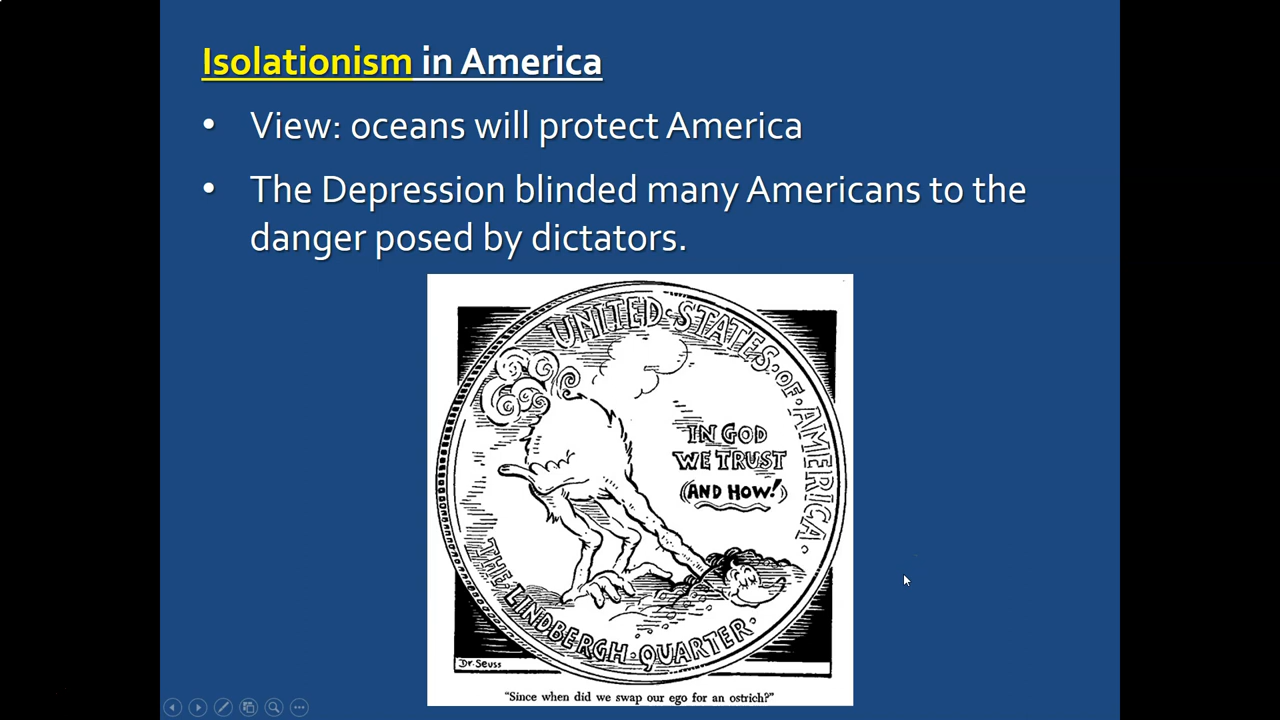 Isolationism in America
• View: oceans will protect America
• The Depression blinded many Americans to the
danger posed by dictators.
UNITED·STATES·OF·AMERICA·
IN GOD
WE TRUST
(AND HOW!)
THE·LINDBERGH·QUARTER·
Dr. Seuss
"Since when did we swap our ego for an ostrich?"